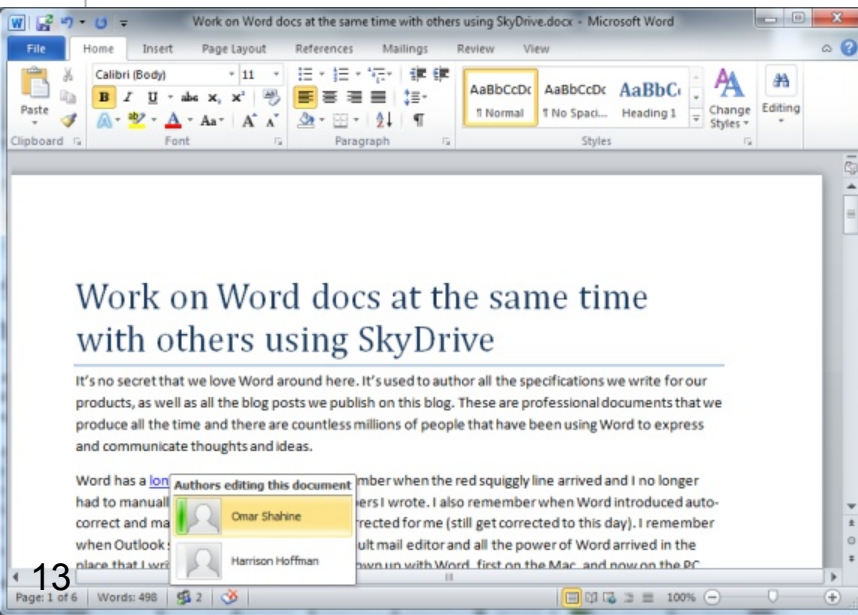 Work on Word docs at the same time with others using SkyDrive.docx - Microsoft Word
File Home Insert Page Layout References Mailings Review View
Paste
Calibri (Body) 11
B I U abc x₂ x²
A ab A Aa A A
¶
AaBbCcDc AaBbCcDc AaBbC
¶ Normal ¶ No Spaci... Heading 1
Change Styles
Editing
Clipboard Font Paragraph Styles
Work on Word docs at the same time
with others using SkyDrive
It's no secret that we love Word around here. It's used to author all the specifications we write for our
products, as well as all the blog posts we publish on this blog. These are professional documents that we
produce all the time and there are countless millions of people that have been using Word to express
and communicate thoughts and ideas.
Word has a lon mber when the red squiggly line arrived and I no longer
had to manuall ers I wrote. I also remember when Word introduced auto-
correct and ma rected for me (still get corrected to this day). I remember
when Outlook ult mail editor and all the power of Word arrived in the
place that I wri own up with Word, first on the Mac, and now on the PC
Authors editing this document
Omar Shahine
Harrison Hoffman
13
Page: 1 of 6 Words: 498 2 100%